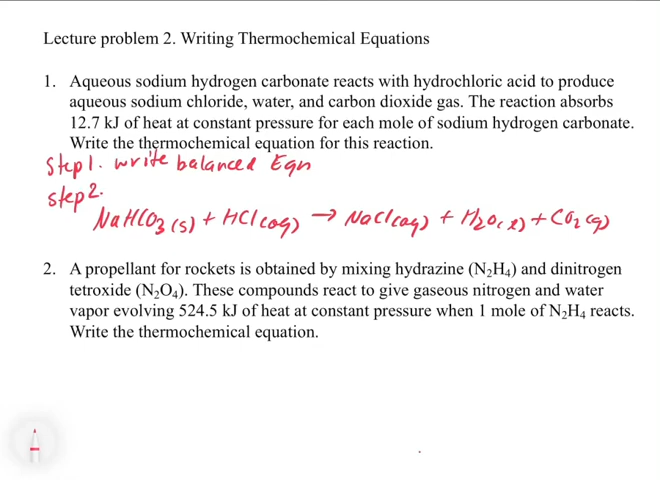 Lecture problem 2. Writing Thermochemical Equations
1. Aqueous sodium hydrogen carbonate reacts with hydrochloric acid to produce
aqueous sodium chloride, water, and carbon dioxide gas. The reaction absorbs
12.7 kJ of heat at constant pressure for each mole of sodium hydrogen carbonate.
Write the thermochemical equation for this reaction.
Step1. write balanced Eqn
step2.
NaHCO₃(s) + HCl(aq) → NaCl(aq) + H₂O(l) + CO₂(g)
2. A propellant for rockets is obtained by mixing hydrazine (N₂H₄) and dinitrogen
tetroxide (N₂O₄). These compounds react to give gaseous nitrogen and water
vapor evolving 524.5 kJ of heat at constant pressure when 1 mole of N₂H₄ reacts.
Write the thermochemical equation.